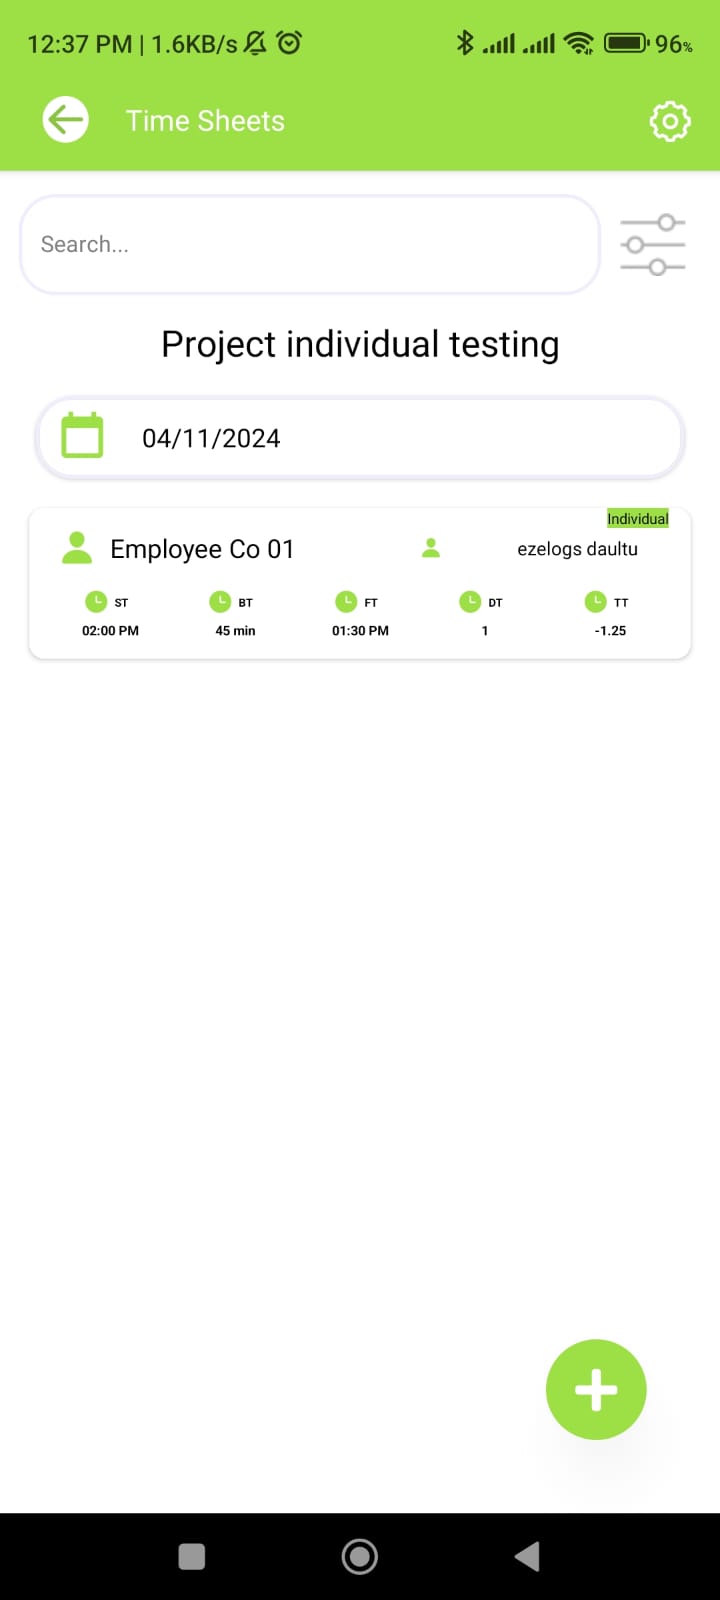 12:37 PM | 1.6KB/s 96%
Time Sheets
Search...
Project individual testing
04/11/2024
Individual
Employee Co 01 ezelogs daultu
ST BT FT DT TT
02:00 PM 45 min 01:30 PM 1 -1.25